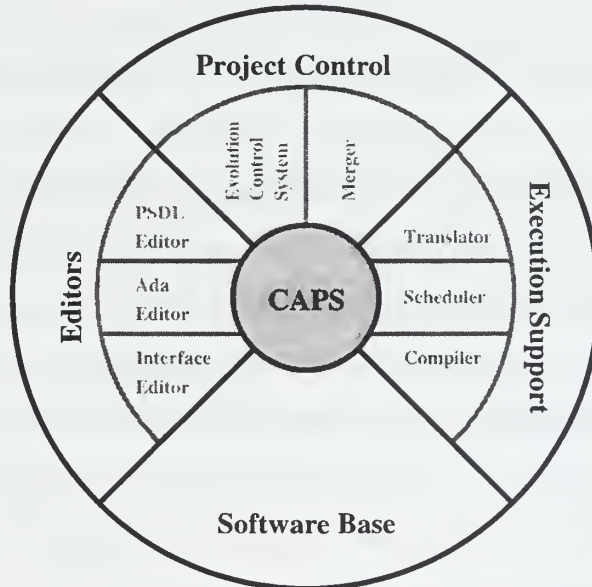 Project Control
Evolution
Control
System
Merger
PSDL
Editor
Ada
Editor
Interface
Editor
Editors
CAPS
Translator
Scheduler
Compiler
Execution Support
Software Base